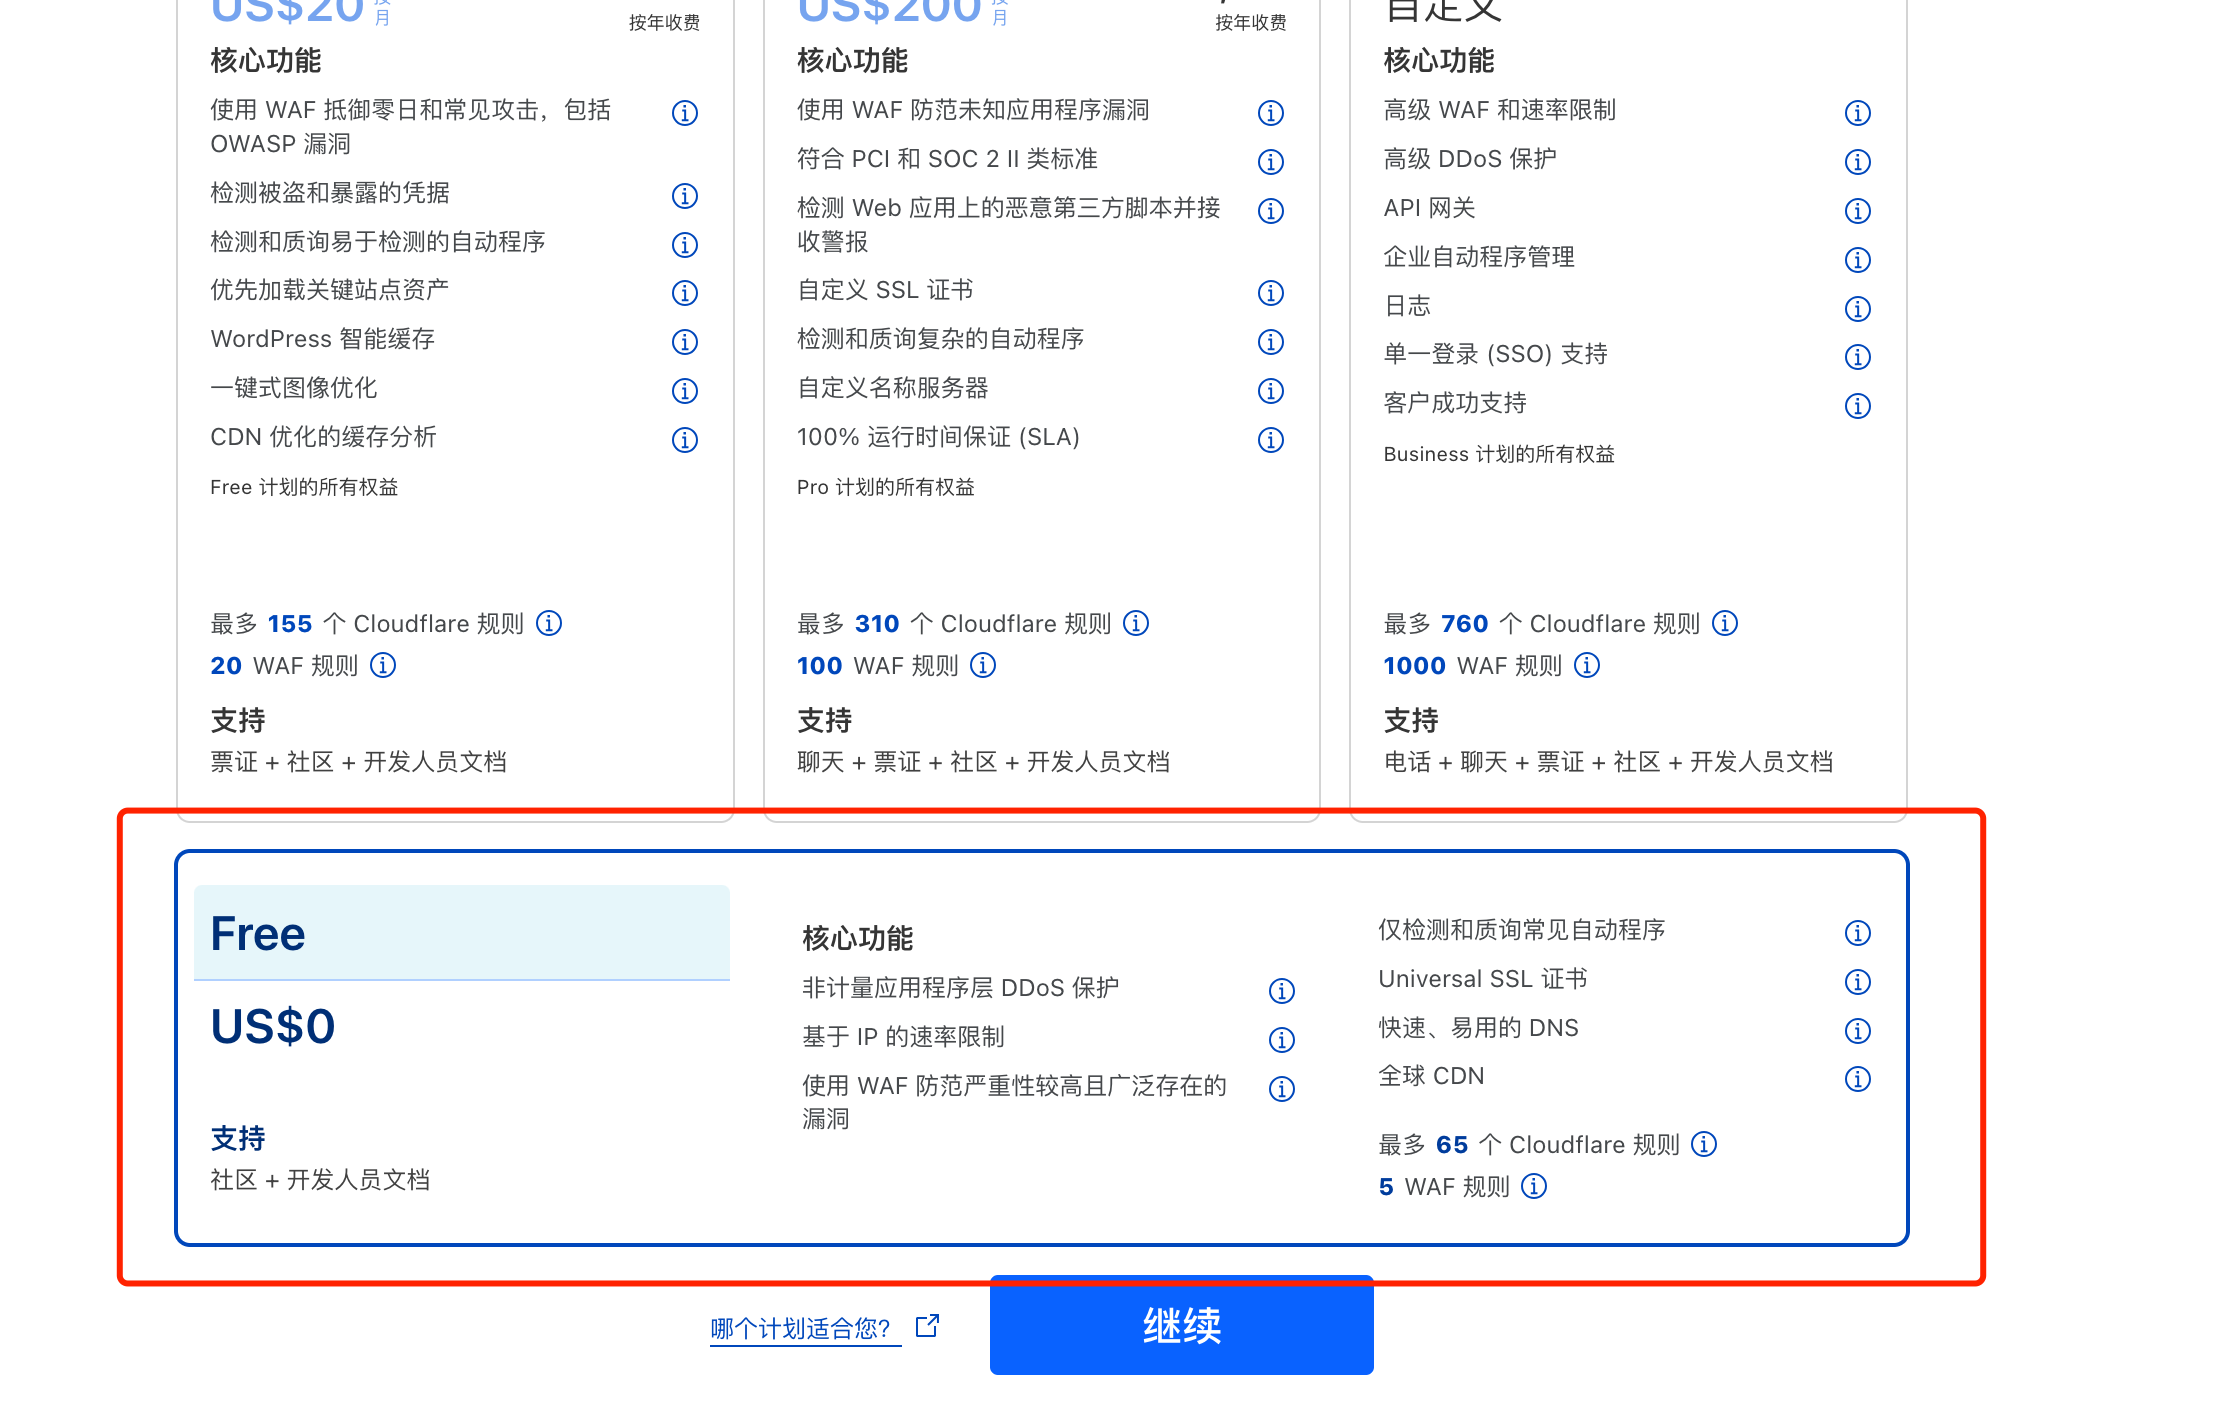 US$20
按
月
按年收费
核心功能
使用 WAF 抵御零日和常见攻击，包括
OWASP 漏洞
检测被盗和暴露的凭据
检测和质询易于检测的自动程序
优先加载关键站点资产
WordPress 智能缓存
一键式图像优化
CDN 优化的缓存分析
Free 计划的所有权益
最多 155 个 Cloudflare 规则
20 WAF 规则
支持
票证 + 社区 + 开发人员文档
US$200
按
月
按年收费
核心功能
使用 WAF 防范未知应用程序漏洞
符合 PCI 和 SOC 2 II 类标准
检测 Web 应用上的恶意第三方脚本并接
收警报
自定义 SSL 证书
检测和质询复杂的自动程序
自定义名称服务器
100% 运行时间保证 (SLA)
Pro 计划的所有权益
最多 310 个 Cloudflare 规则
100 WAF 规则
支持
聊天 + 票证 + 社区 + 开发人员文档
自定义
核心功能
高级 WAF 和速率限制
高级 DDoS 保护
API 网关
企业自动程序管理
日志
单一登录 (SSO) 支持
客户成功支持
Business 计划的所有权益
最多 760 个 Cloudflare 规则
1000 WAF 规则
支持
电话 + 聊天 + 票证 + 社区 + 开发人员文档
Free
US$0
支持
社区 + 开发人员文档
核心功能
非计量应用程序层 DDoS 保护
基于 IP 的速率限制
使用 WAF 防范严重性较高且广泛存在的
漏洞
仅检测和质询常见自动程序
Universal SSL 证书
快速、易用的 DNS
全球 CDN
最多 65 个 Cloudflare 规则
5 WAF 规则
哪个计划适合您?
继续